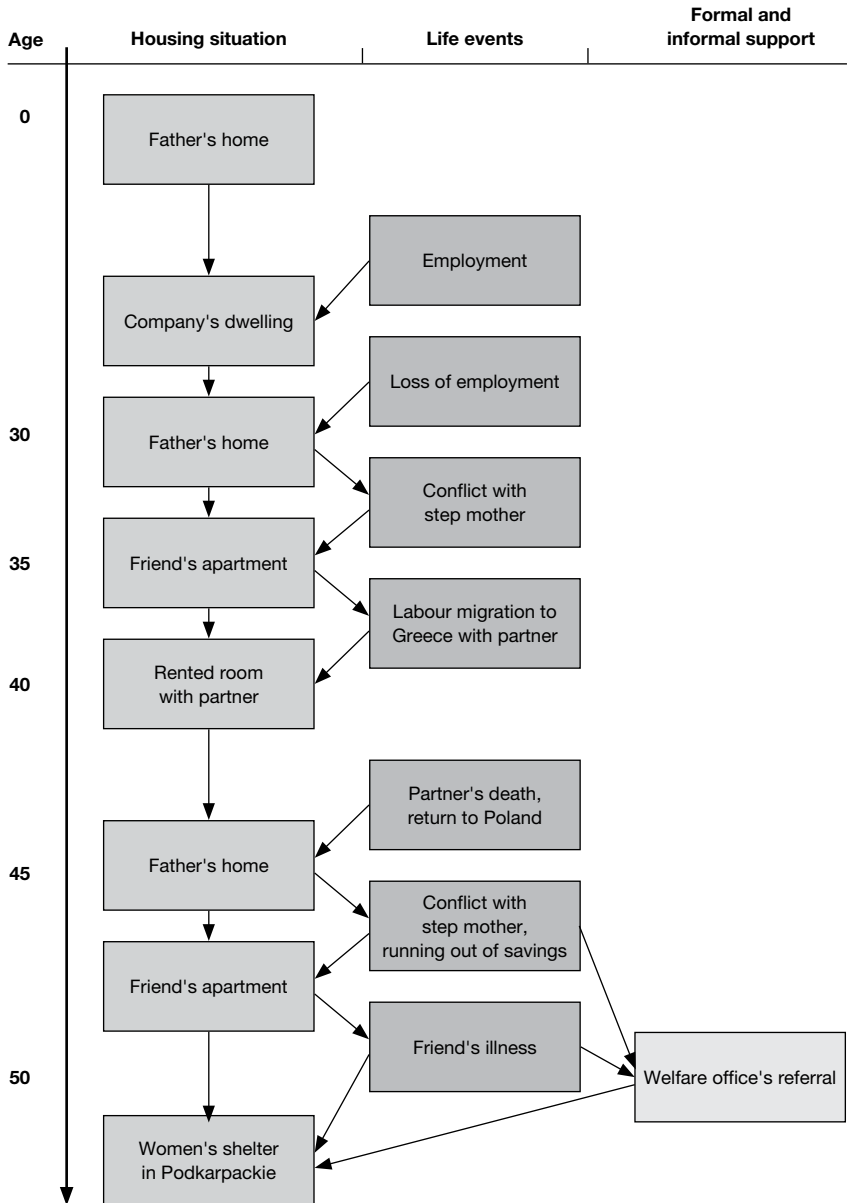 Formal and
informal support
Age
Housing situation
Life events
0
Father's home
Employment
Company's dwelling
Loss of employment
30
Father's home
Conflict with
step mother
35
Friend's apartment
Labour migration to
Greece with partner
40
Rented room
with partner
Partner's death,
return to Poland
45
Father's home
Conflict with
step mother,
running out of savings
Friend's apartment
Friend's illness
50
Welfare office's referral
Women's shelter
in Podkarpackie